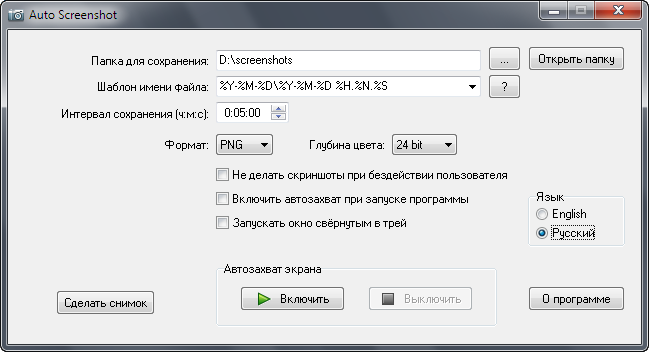 Auto Screenshot
Папка для сохранения: D:\screenshots ... Открыть папку
Шаблон имени файла: %Y-%M-%D\%Y-%M-%D %H.%N.%S ?
Интервал сохранения (ч:м:с): 0:05:00
Формат: PNG Глубина цвета: 24 bit
Не делать скриншоты при бездействии пользователя
Включить автозахват при запуске программы
Запускать окно свёрнутым в трей
Язык
English
Русский
Автозахват экрана
Сделать снимок Включить Выключить О программе